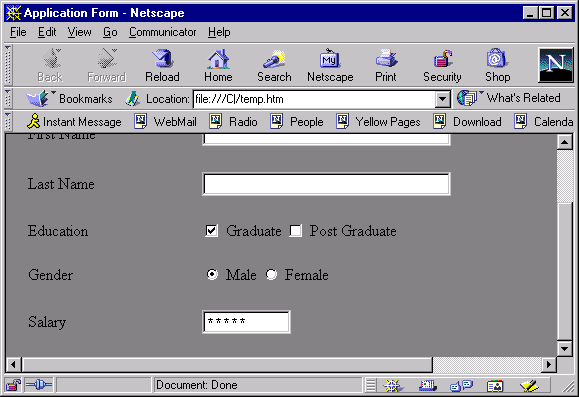 Application Form - Netscape
File Edit View Go Communicator Help
Back Forward Reload Home Search Netscape Print Security Shop
My
N
Bookmarks Location: file:///C|/temp.htm What's Related
Instant Message WebMail Radio People Yellow Pages Download Calenda
First Name
Last Name
Education Graduate Post Graduate
Gender Male Female
Salary *****
Document: Done